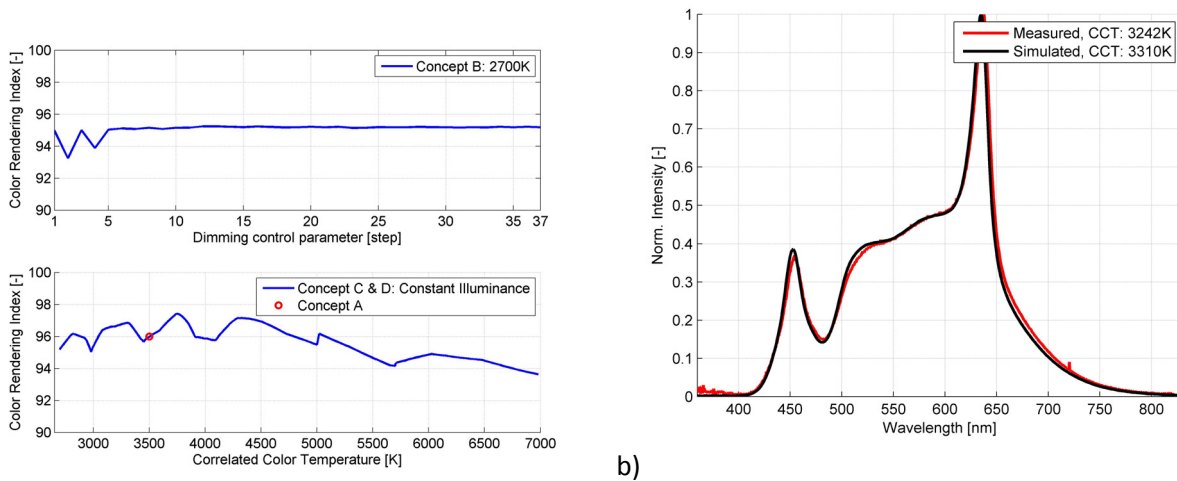 100
98
96
94
92
90
Color Rendering Index [-]
Concept B: 2700K
1 5 10 15 20 25 30 35 37
Dimming control parameter [step]
100
98
96
94
92
90
Color Rendering Index [-]
Concept C & D: Constant Illuminance
Concept A
3000 3500 4000 4500 5000 5500 6000 6500 7000
Correlated Color Temperature [K]
b)
1
0.9
0.8
0.7
0.6
0.5
0.4
0.3
0.2
0.1
0
Norm. Intensity [-]
Measured, CCT: 3242K
Simulated, CCT: 3310K
400 450 500 550 600 650 700 750 800
Wavelength [nm]